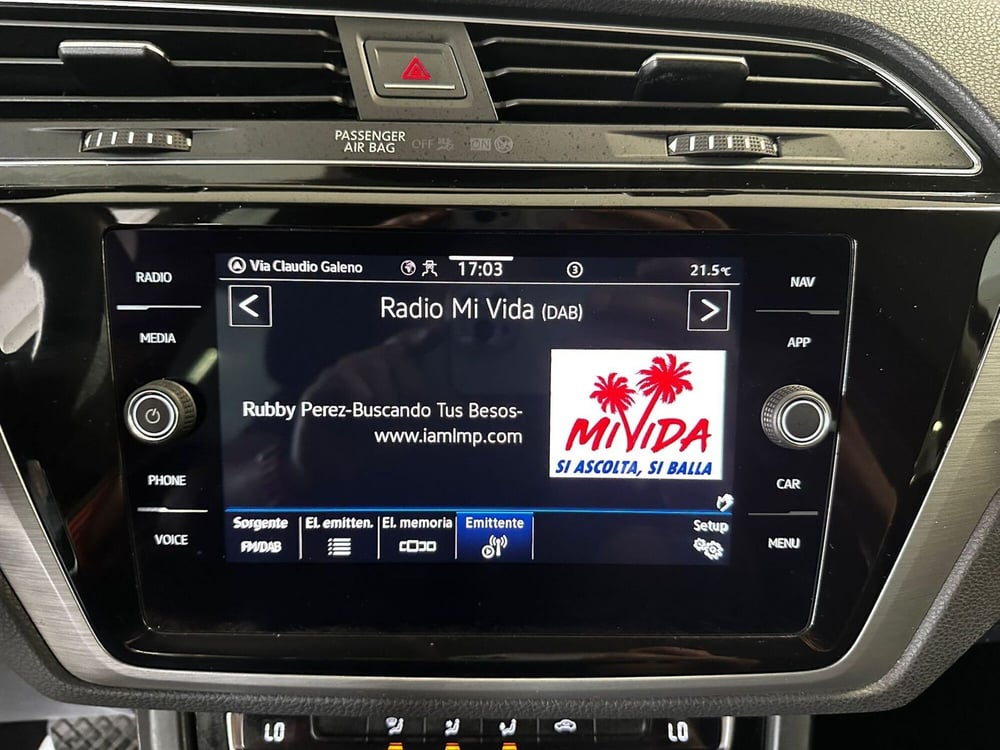 PASSENGER
AIR BAG OFF ON
RADIO
MEDIA
PHONE
VOICE
Via Claudio Galeno 17:03 3 21.5°C
Radio Mi Vida (DAB)
Rubby Perez-Buscando Tus Besos-
www.iamlmp.com
MIVIDA
SI ASCOLTA, SI BALLA
Sorgente El. emitten. El. memoria Emittente Setup
FM/DAB
NAV
APP
CAR
MENU
LO LO